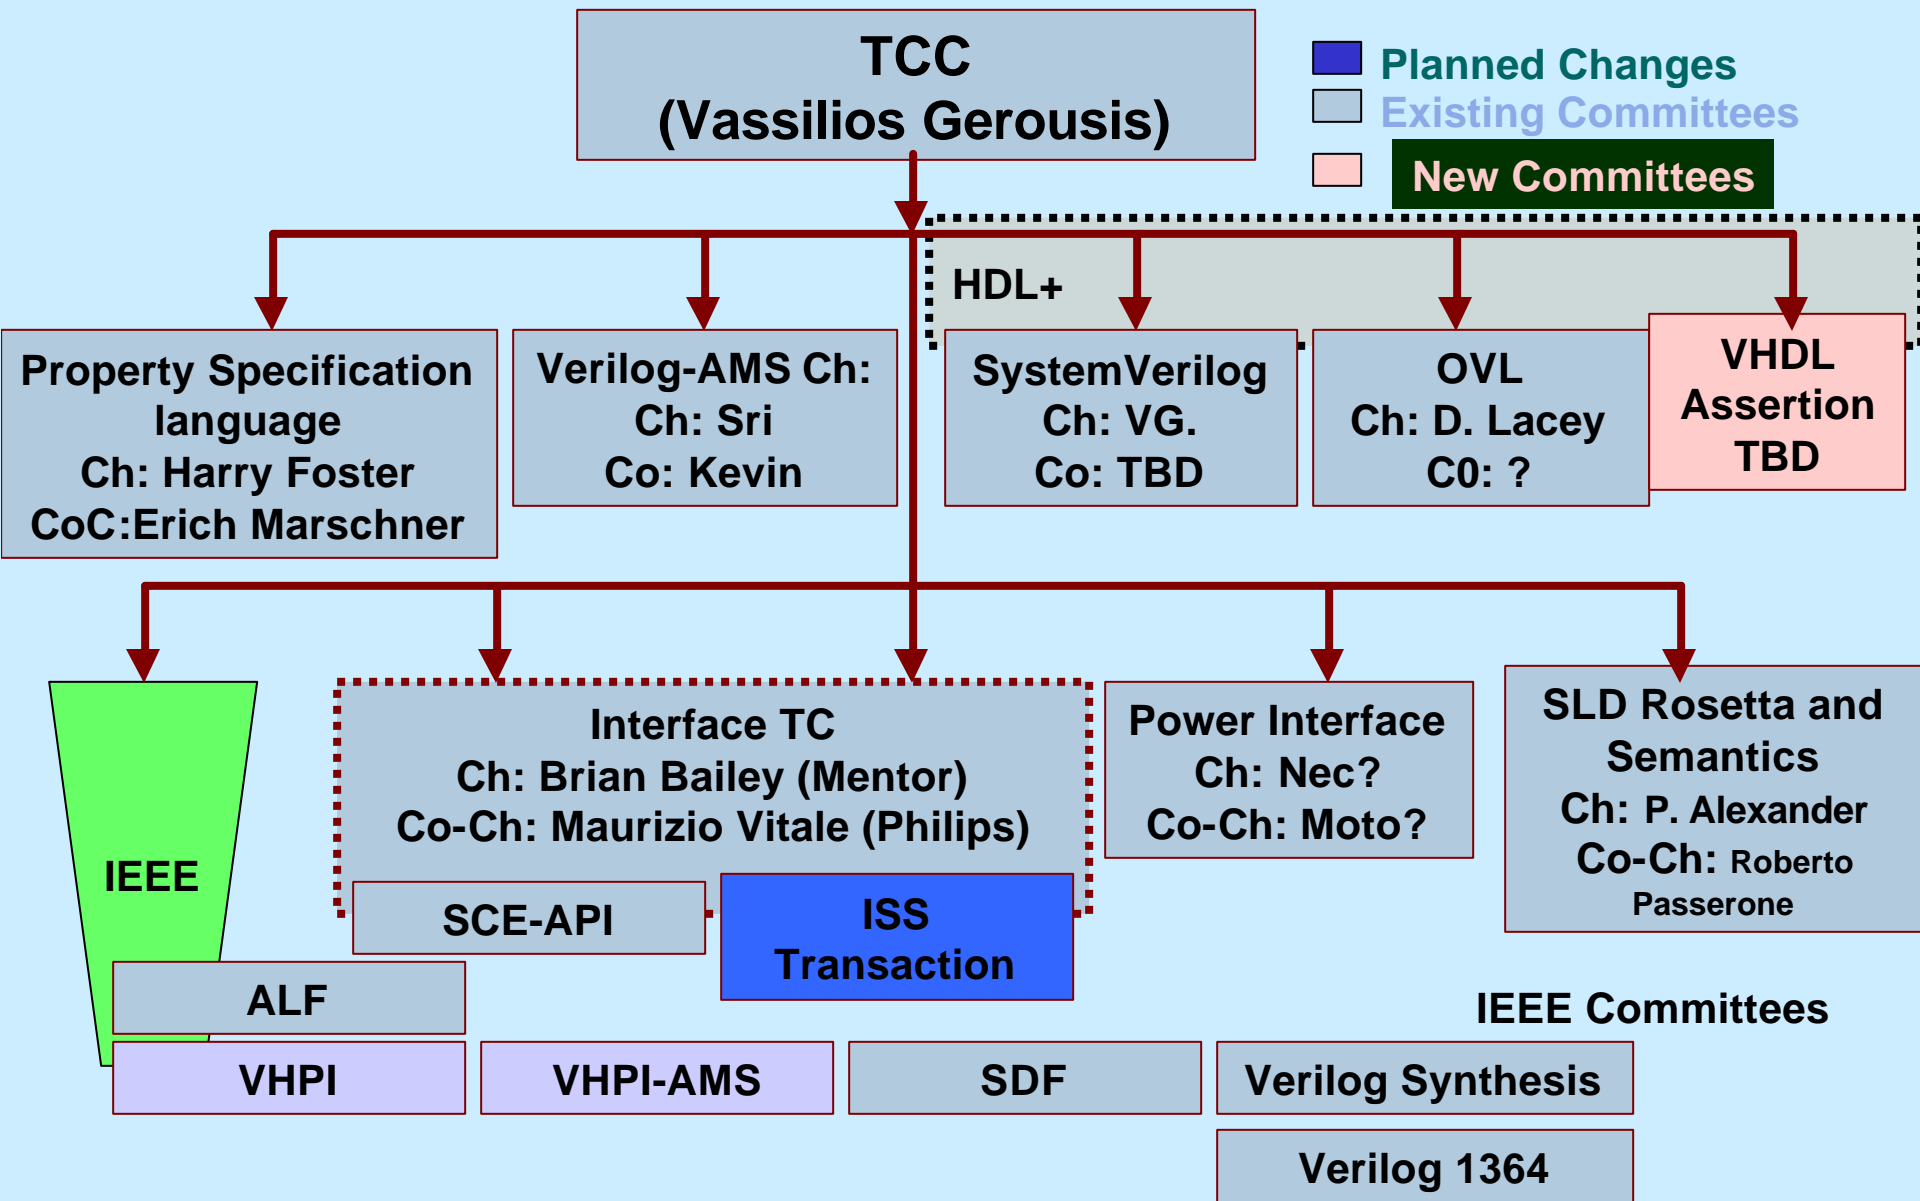 TCC
(Vassilios Gerousis)
Planned Changes
Existing Committees
New Committees
HDL+
Property Specification
language
Ch: Harry Foster
CoC:Erich Marschner
Verilog-AMS Ch:
Ch: Sri
Co: Kevin
SystemVerilog
Ch: VG.
Co: TBD
OVL
Ch: D. Lacey
C0: ?
VHDL
Assertion
TBD
IEEE
Interface TC
Ch: Brian Bailey (Mentor)
Co-Ch: Maurizio Vitale (Philips)
SCE-API
ISS
Transaction
Power Interface
Ch: Nec?
Co-Ch: Moto?
SLD Rosetta and
Semantics
Ch: P. Alexander
Co-Ch: Roberto
Passerone
ALF
IEEE Committees
VHPI
VHPI-AMS
SDF
Verilog Synthesis
Verilog 1364